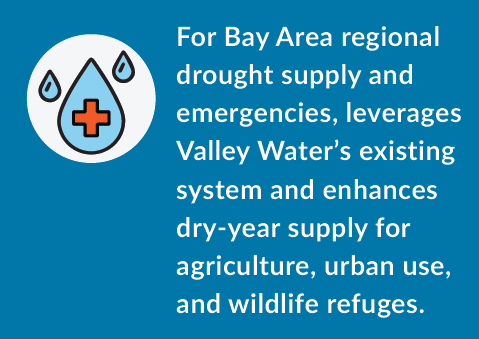 For Bay Area regional
drought supply and
emergencies, leverages
Valley Water’s existing
system and enhances
dry-year supply for
agriculture, urban use,
and wildlife refuges.